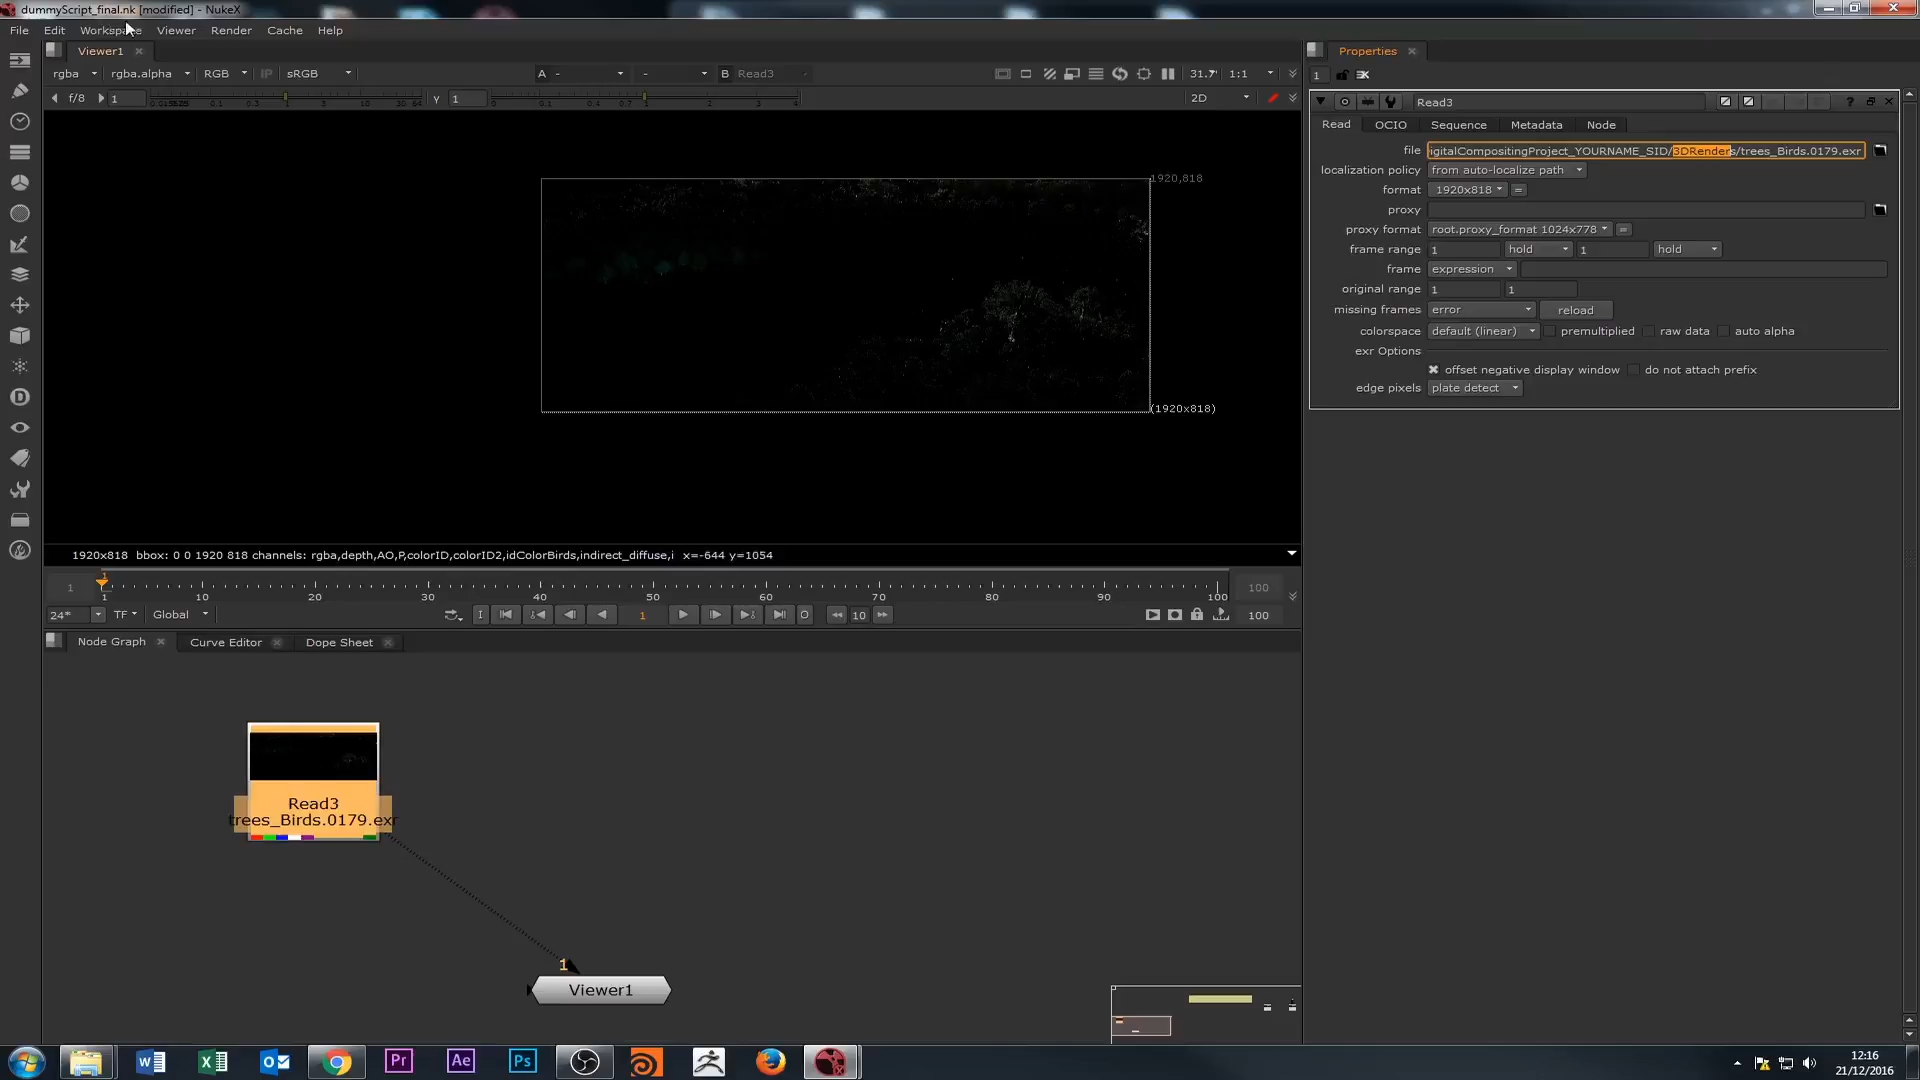 dummyScript_final.nk [modified] - NukeX
File Edit Workspace Viewer Render Cache Help
Viewer1
rgba rgba.alpha RGB IP sRGB A - - B Read3 31.7 1:1
f/8 1 Y 1 2D
1920,818
(1920x818)
1920x818 bbox: 0 0 1920 818 channels: rgba,depth,AO,P,colorID,colorID2,idColorBirds,indirect_diffuse,i x=-644 y=1054
1 1 10 20 30 40 50 60 70 80 90 100 100
24* TF Global I 1 O 10 100
Node Graph Curve Editor Dope Sheet
Read3
trees_Birds.0179.exr
1
Viewer1
Properties
1
Read3
Read OCIO Sequence Metadata Node
file igitalCompositingProject_YOURNAME_SID/3DRenders/trees_Birds.0179.exr
localization policy from auto-localize path
format 1920x818 =
proxy
proxy format root.proxy_format 1024x778 =
frame range 1 hold 1 hold
frame expression
original range 1 1
missing frames error reload
colorspace default (linear) premultiplied raw data auto alpha
exr Options
offset negative display window do not attach prefix
edge pixels plate detect
Pr Ae Ps
12:16
21/12/2016